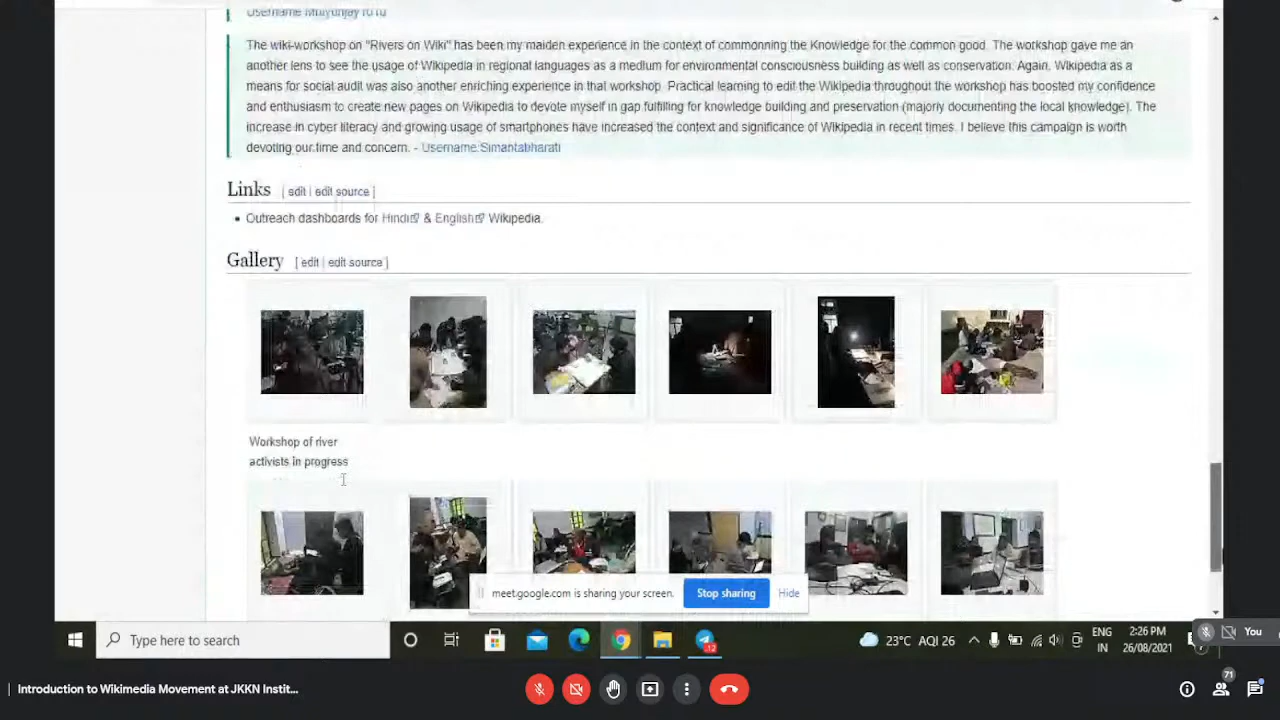 The wiki-workshop on "Rivers on Wiki" has been my maiden experience in the context of commonning the Knowledge for the common good. The workshop gave me an
another lens to see the usage of Wikipedia in regional languages as a medium for environmental consciousness building as well as conservation. Again, Wikipedia as a
means for social audit was also another enriching experience in that workshop. Practical learning to edit the Wikipedia throughout the workshop has boosted my confidence
and enthusiasm to create new pages on Wikipedia to devote myself in gap fulfilling for knowledge building and preservation (majorly documenting the local knowledge). The
increase in cyber literacy and growing usage of smartphones have increased the context and significance of Wikipedia in recent times. I believe this campaign is worth
devoting our time and concern. - Username:Simantabharati
Links [ edit | edit source ]
• Outreach dashboards for Hindi & English Wikipedia.
Gallery [ edit | edit source ]
Workshop of river
activists in progress
meet.google.com is sharing your screen. Stop sharing Hide
Type here to search 23°C AQI 26 ENG 2:26 PM
IN 26/08/2021
You
Introduction to Wikimedia Movement at JKKN Instit... 71